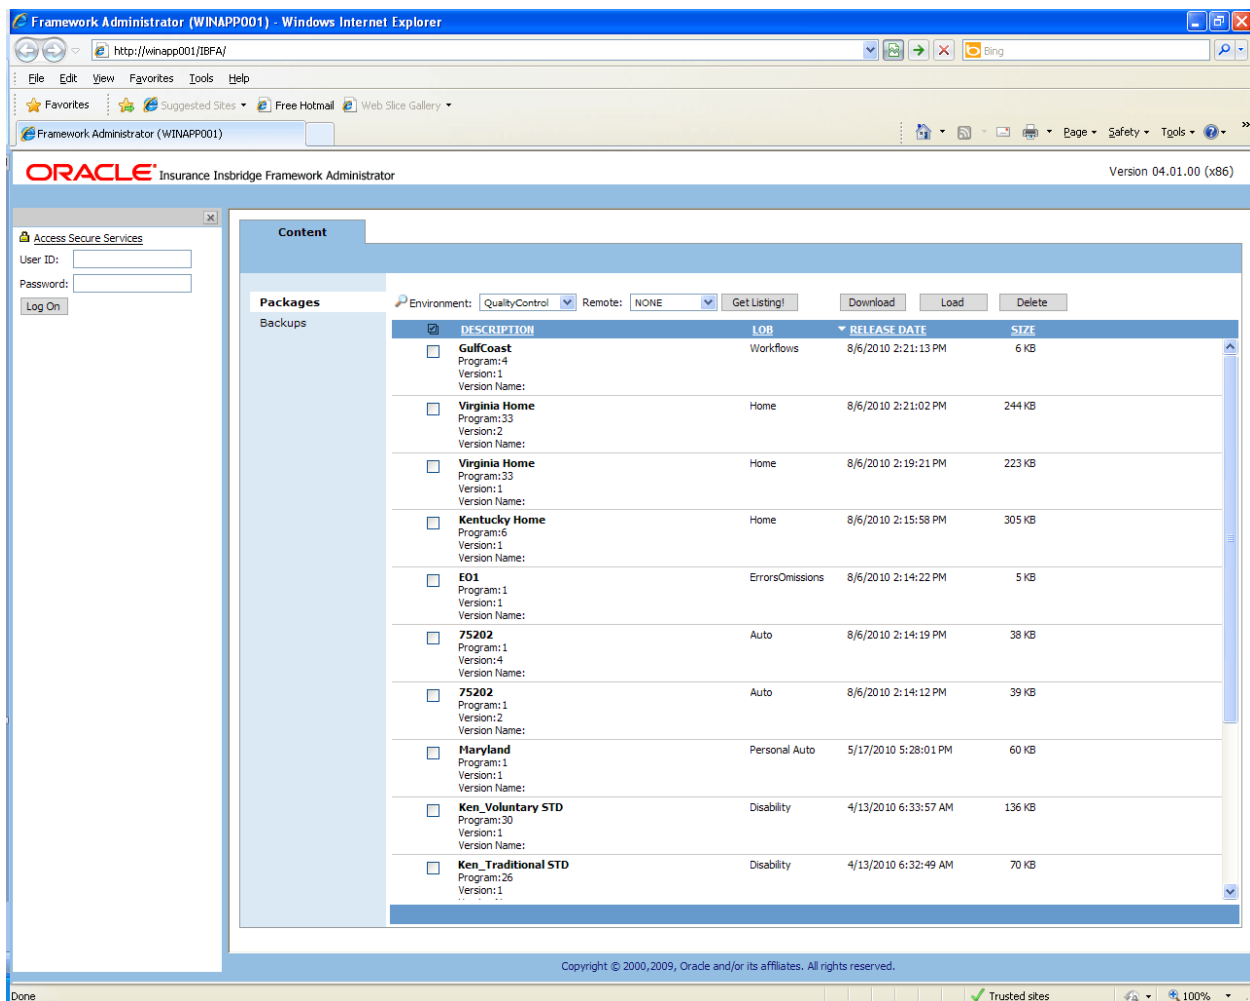 Framework Administrator (WINAPP001) - Windows Internet Explorer
http://winapp001/IBFA/
Bing
File Edit View Favorites Tools Help
Favorites Suggested Sites Free Hotmail Web Slice Gallery
Framework Administrator (WINAPP001)
Page Safety Tools
ORACLE Insurance Insbridge Framework Administrator
Version 04.01.00 (x86)
Access Secure Services
User ID:
Password:
Log On
Content
Packages
Backups
Environment: QualityControl Remote: NONE Get Listing! Download Load Delete
DESCRIPTION LOB RELEASE DATE SIZE
GulfCoast Workflows 8/6/2010 2:21:13 PM 6 KB
Program:4
Version:1
Version Name:
Virginia Home Home 8/6/2010 2:21:02 PM 244 KB
Program:33
Version:2
Version Name:
Virginia Home Home 8/6/2010 2:19:21 PM 223 KB
Program:33
Version:1
Version Name:
Kentucky Home Home 8/6/2010 2:15:58 PM 305 KB
Program:6
Version:1
Version Name:
EO1 ErrorsOmissions 8/6/2010 2:14:22 PM 5 KB
Program:1
Version:1
Version Name:
75202 Auto 8/6/2010 2:14:19 PM 38 KB
Program:1
Version:4
Version Name:
75202 Auto 8/6/2010 2:14:12 PM 39 KB
Program:1
Version:2
Version Name:
Maryland Personal Auto 5/17/2010 5:28:01 PM 60 KB
Program:1
Version:1
Version Name:
Ken_Voluntary STD Disability 4/13/2010 6:33:57 AM 136 KB
Program:30
Version:1
Version Name:
Ken_Traditional STD Disability 4/13/2010 6:32:49 AM 70 KB
Program:26
Version:1
Copyright © 2000,2009, Oracle and/or its affiliates. All rights reserved.
Done
Trusted sites
100%